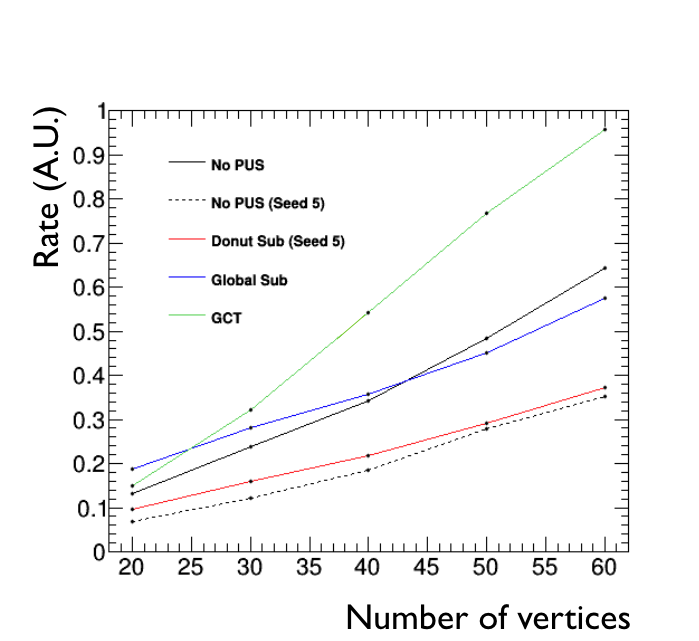 1
0.9
0.8
0.7
0.6
0.5
0.4
0.3
0.2
0.1
0
Rate (A.U.)
No PUS
No PUS (Seed 5)
Donut Sub (Seed 5)
Global Sub
GCT
20 25 30 35 40 45 50 55 60
Number of vertices